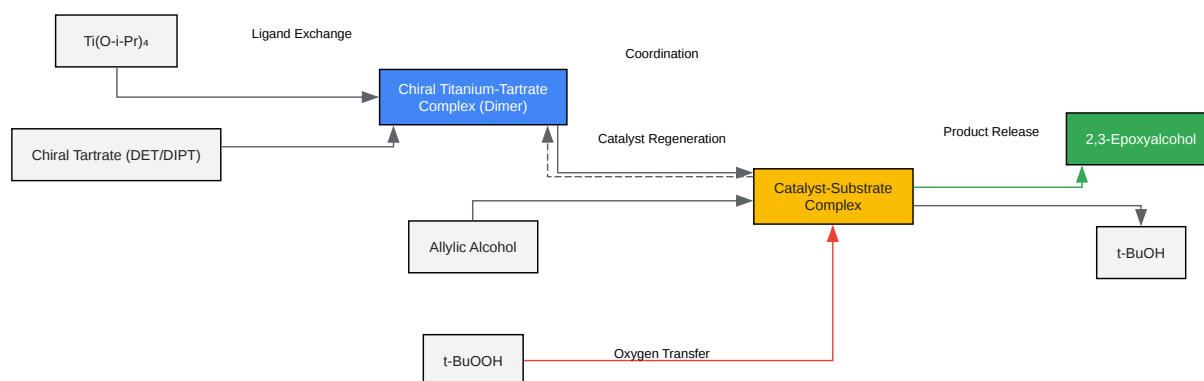 Ti(O-i-Pr)₄
Ligand Exchange
Coordination
Chiral Titanium-Tartrate
Complex (Dimer)
Chiral Tartrate (DET/DIPT)
Catalyst Regeneration
Product Release
2,3-Epoxyalcohol
Catalyst-Substrate
Complex
Allylic Alcohol
t-BuOH
t-BuOOH
Oxygen Transfer